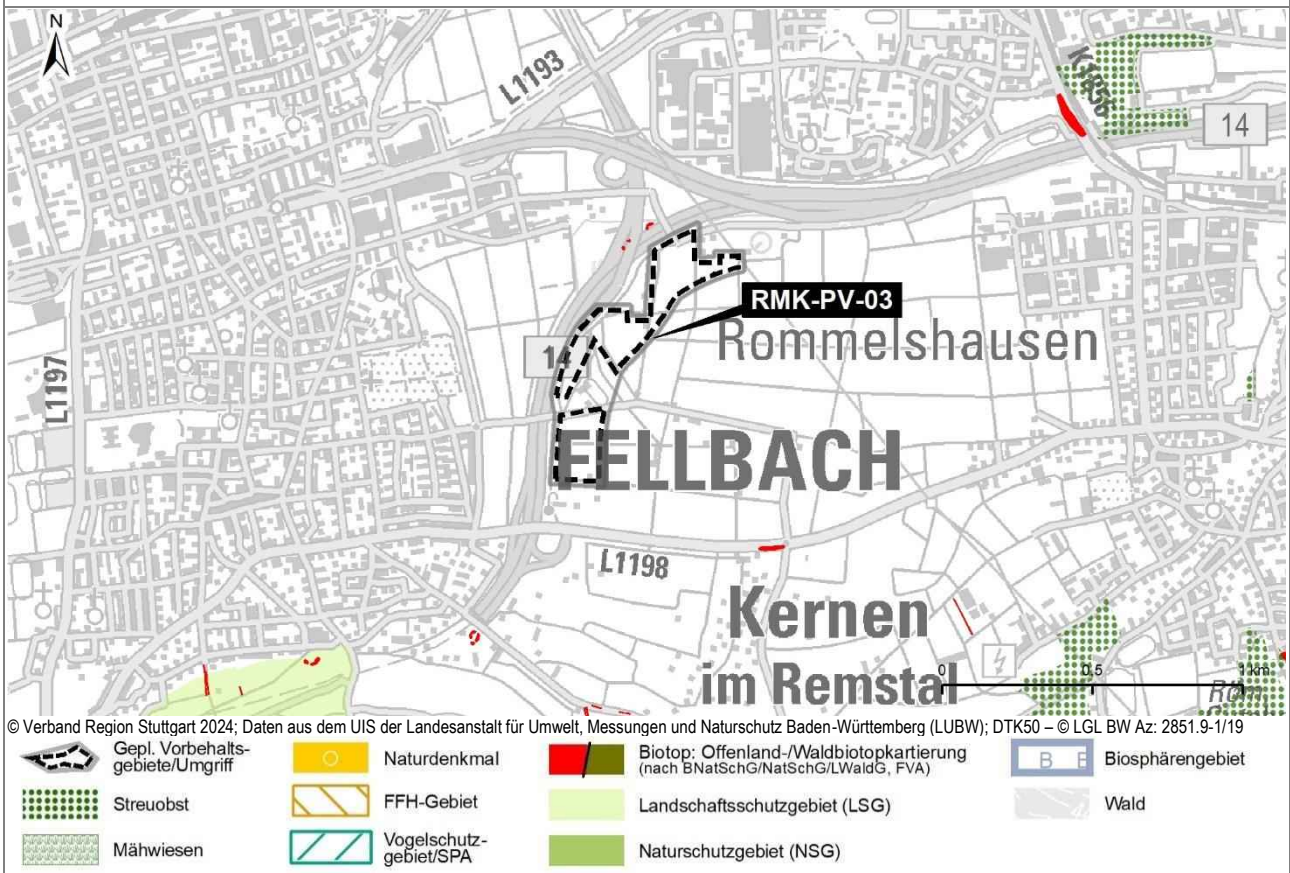 N
L1193
K1856
14
RMK-PV-03
Rommelshausen
14
L1197
FELLBACH
L1198
Kernen
im Remstal
0 0.5 1 km
Röm
© Verband Region Stuttgart 2024; Daten aus dem UIS der Landesanstalt für Umwelt, Messungen und Naturschutz Baden-Württemberg (LUBW); DTK50 – © LGL BW Az: 2851.9-1/19
Gepl. Vorbehalts-
gebiete/Umgriff
Streuobst
Mähwiesen
Naturdenkmal
FFH-Gebiet
Vogelschutz-
gebiet/SPA
Biotop: Offenland-/Waldbiotopkartierung
(nach BNatSchG/NatSchG/LWaldG, FVA)
Landschaftsschutzgebiet (LSG)
Naturschutzgebiet (NSG)
B E
Biosphärengebiet
Wald